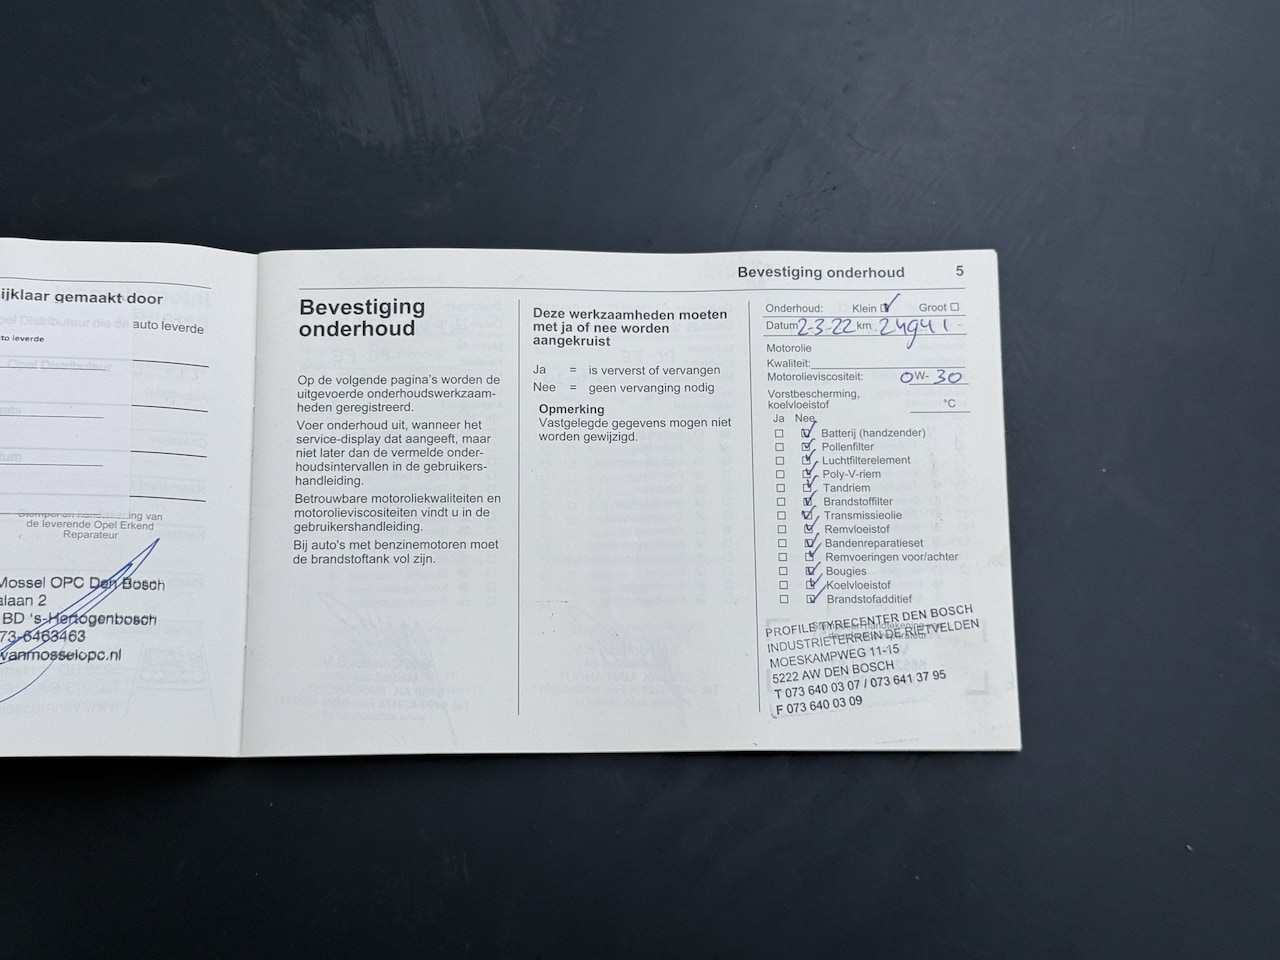 ijklaar gemaakt door
auto leverde
to leverde
ing van
de leverende Opel Erkend
Reparateur
Mossel OPC Den Bosch
alaan 2
BD 's-Hertogenbosch
73-6463463
vanmosselopc.nl
Bevestiging
onderhoud
Op de volgende pagina's worden de
uitgevoerde onderhoudswerkzaam-
heden geregistreerd.
Voer onderhoud uit, wanneer het
service-display dat aangeeft, maar
niet later dan de vermelde onder-
houdsintervallen in de gebruikers-
handleiding.
Betrouwbare motoroliekwaliteiten en
motorolieviscositeiten vindt u in de
gebruikershandleiding.
Bij auto's met benzinemotoren moet
de brandstoftank vol zijn.
Deze werkzaamheden moeten
met ja of nee worden
aangekruist
Ja = is ververst of vervangen
Nee = geen vervanging nodig
Opmerking
Vastgelegde gegevens mogen niet
worden gewijzigd.
Bevestiging onderhoud 5
Onderhoud: Klein Groot
Datum 2-3-22 km 24941
Motorolie
Kwaliteit:
Motorolieviscositeit: 0W-30
Vorstbescherming,
koelvloeistof °C
Ja Nee
Batterij (handzender)
Pollenfilter
Luchtfilterelement
Poly-V-riem
Tandriem
Brandstoffilter
Transmissieolie
Remvloeistof
Bandenreparatieset
Remvoeringen voor/achter
Bougies
Koelvloeistof
Brandstofadditief
PROFILE TYRECENTER DEN BOSCH
INDUSTRIETERREIN DE RIETVELDEN
MOESKAMPWEG 11-15
5222 AW DEN BOSCH
T 073 640 03 07 / 073 641 37 95
F 073 640 03 09